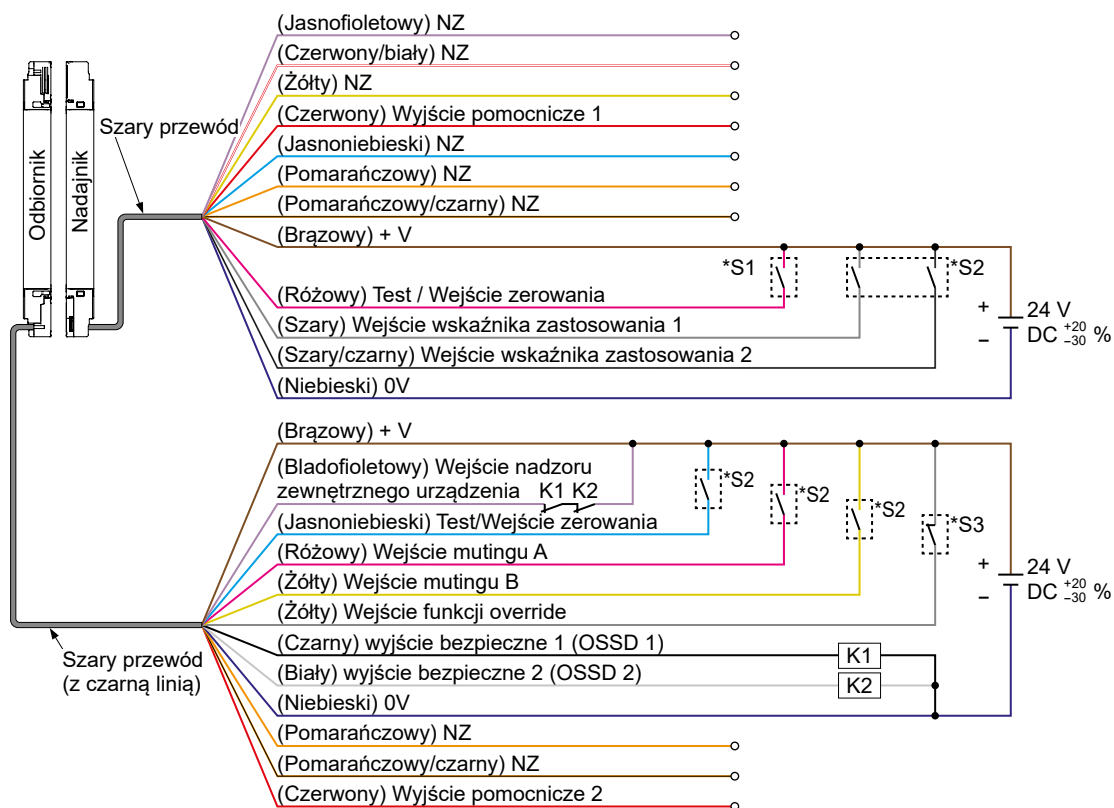 (Jasnofioletowy) NZ
(Czerwony/biały) NZ
(Żółty) NZ
(Czerwony) Wyjście pomocnicze 1
(Jasnoniebieski) NZ
(Pomarańczowy) NZ
(Pomarańczowy/czarny) NZ
(Brązowy) + V
Szary przewód
Odbiornik
Nadajnik
*S1
*S2
(Różowy) Test / Wejście zerowania
(Szary) Wejście wskaźnika zastosowania 1
(Szary/czarny) Wejście wskaźnika zastosowania 2
(Niebieski) 0V
+
−
24 V
DC +20 −30 %
(Brązowy) + V
(Bladofioletowy) Wejście nadzoru
zewnętrznego urządzenia
K1 K2
(Jasnoniebieski) Test/Wejście zerowania
(Różowy) Wejście mutingu A
(Żółty) Wejście mutingu B
(Żółty) Wejście funkcji override
*S2
*S2
*S2
*S3
+
−
24 V
DC +20 −30 %
(Czarny) wyjście bezpieczne 1 (OSSD 1)
K1
(Biały) wyjście bezpieczne 2 (OSSD 2)
K2
(Niebieski) 0V
Szary przewód
(z czarną linią)
(Pomarańczowy) NZ
(Pomarańczowy/czarny) NZ
(Czerwony) Wyjście pomocnicze 2